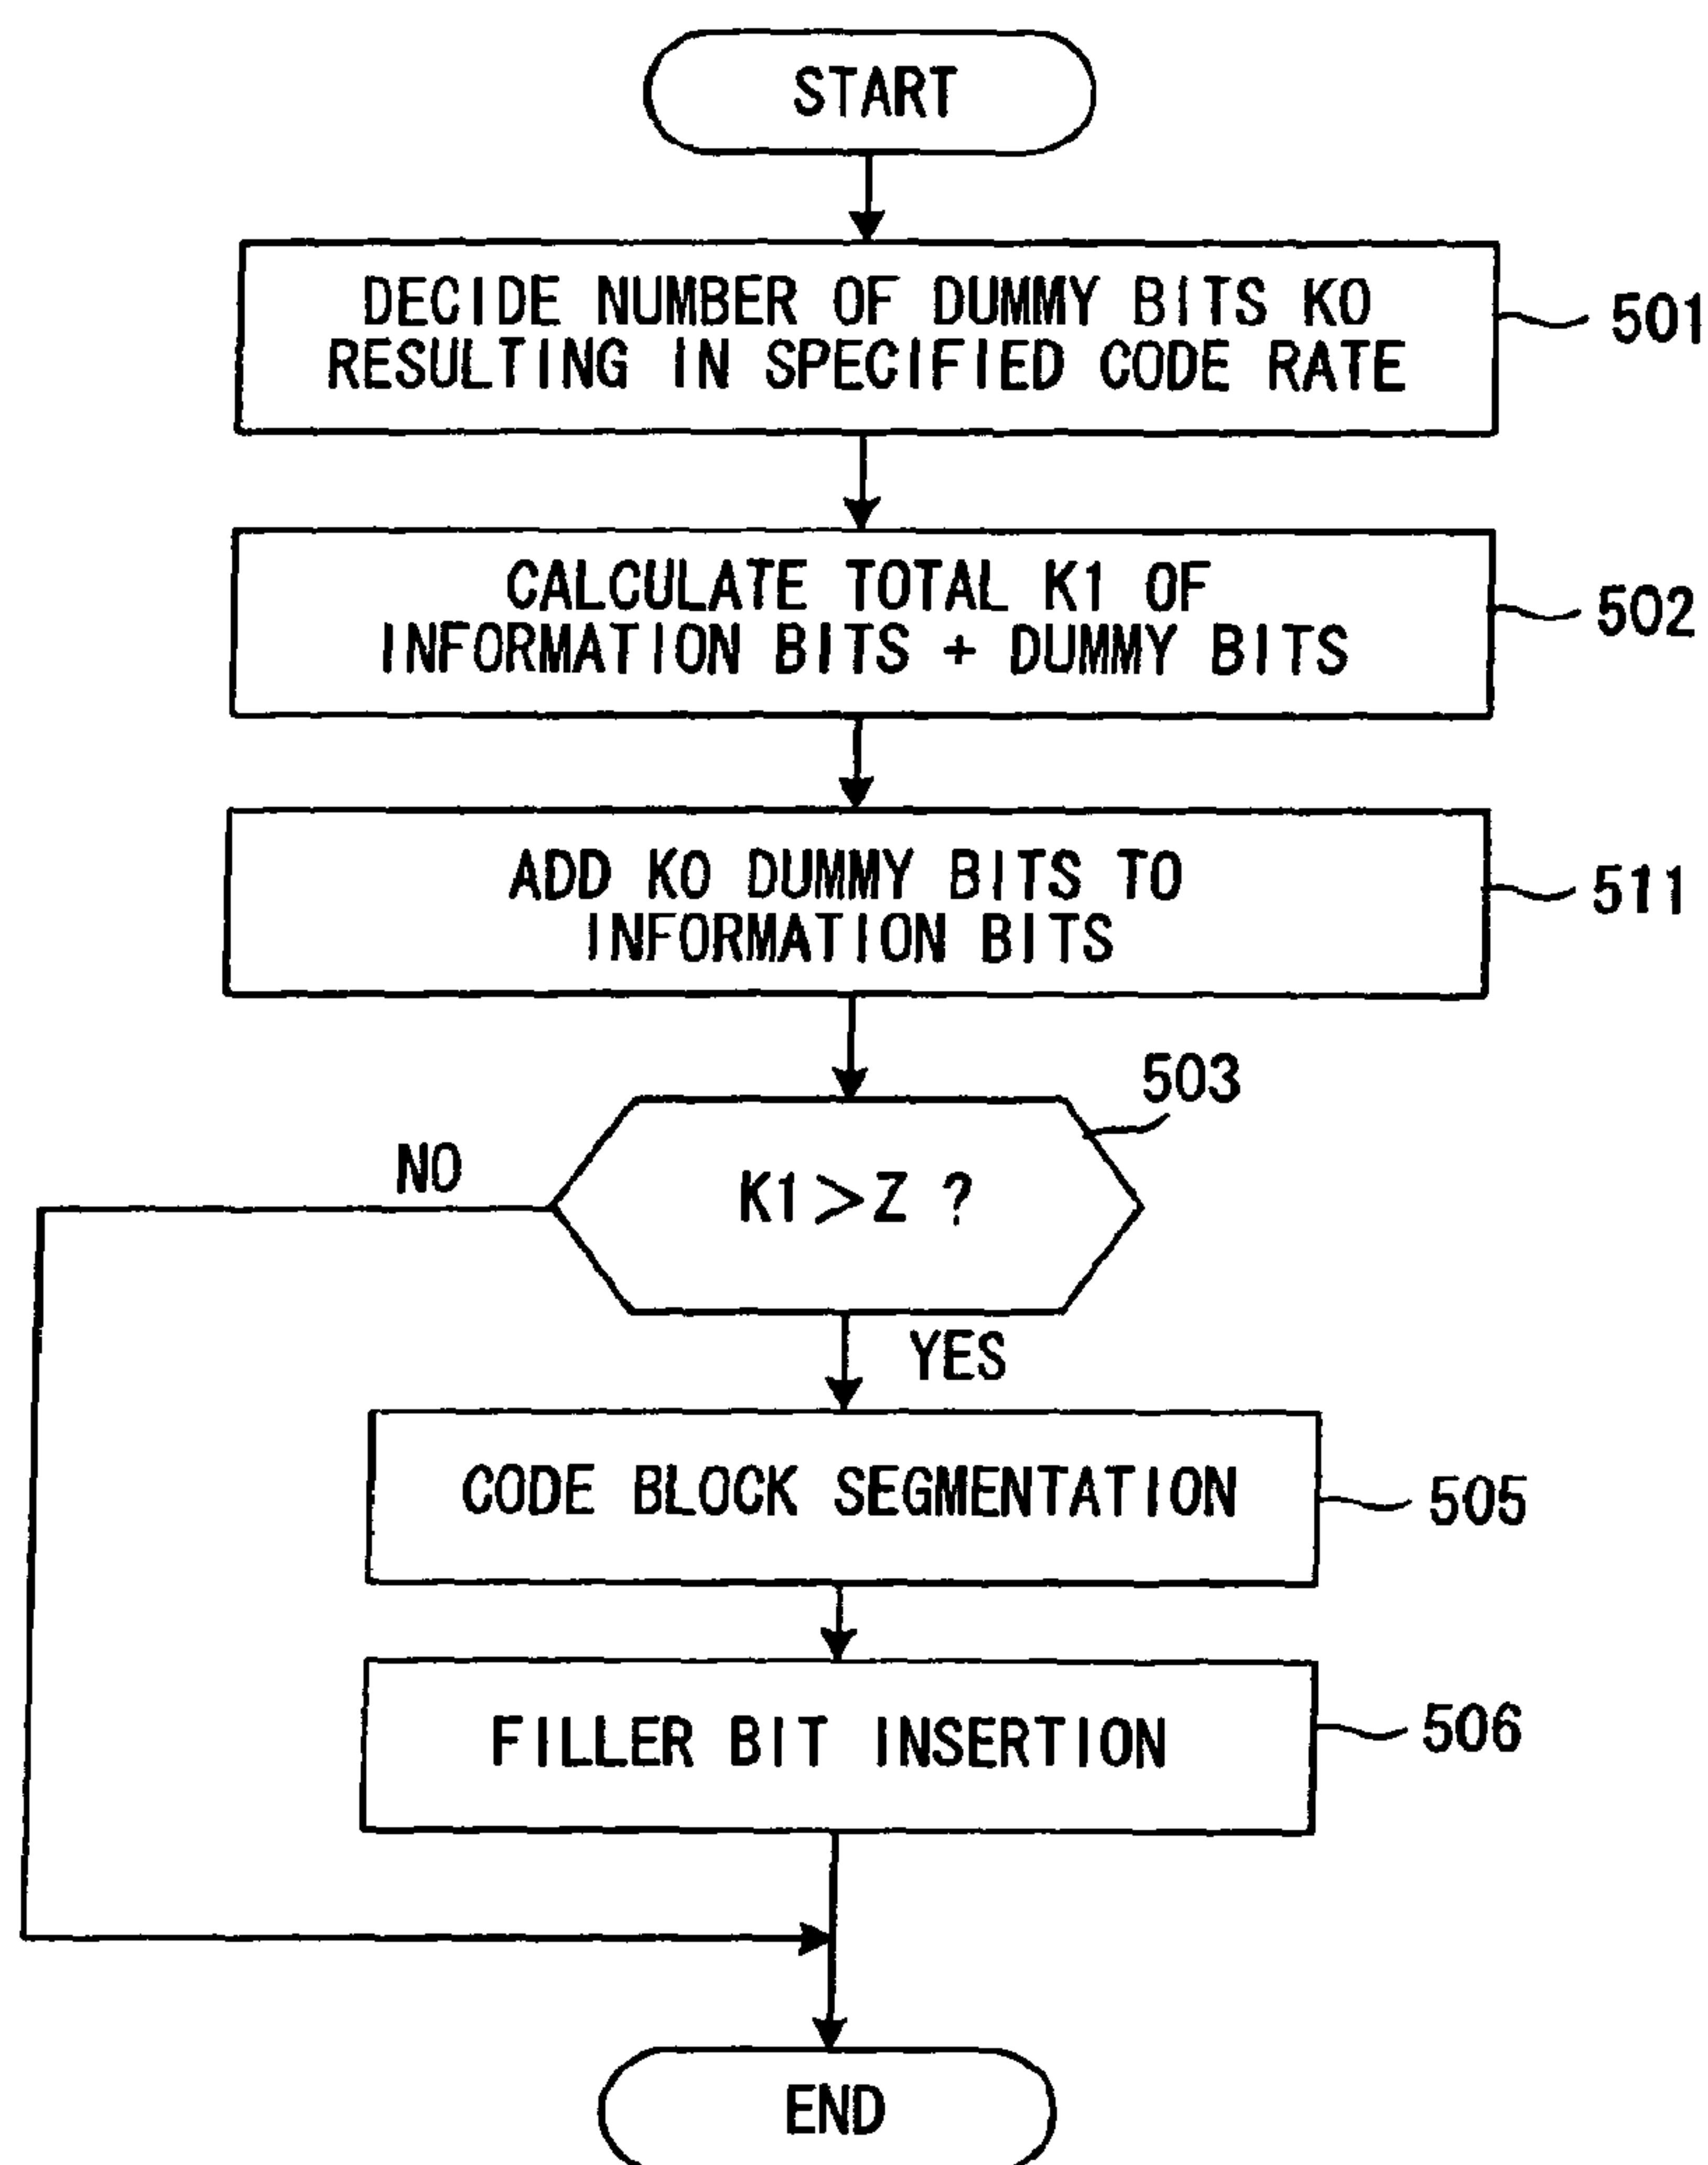 START
DECIDE NUMBER OF DUMMY BITS K0
RESULTING IN SPECIFIED CODE RATE
501
CALCULATE TOTAL K1 OF
INFORMATION BITS + DUMMY BITS
502
ADD K0 DUMMY BITS TO
INFORMATION BITS
511
503
NO
K1>Z ?
YES
CODE BLOCK SEGMENTATION
505
FILLER BIT INSERTION
506
END